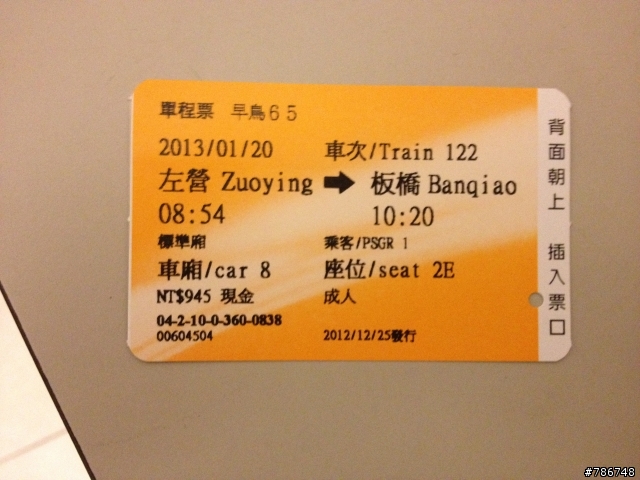 單程票 早鳥65
2013/01/20 車次/Train 122
左營 Zuoying ➡ 板橋 Banqiao
08:54 10:20
標準廂 乘客/PSGR 1
車廂/car 8 座位/seat 2E
NT$945 現金 成人
04-2-10-0-360-0838
00604504 2012/12/25發行
背面朝上 插入票口
#786748